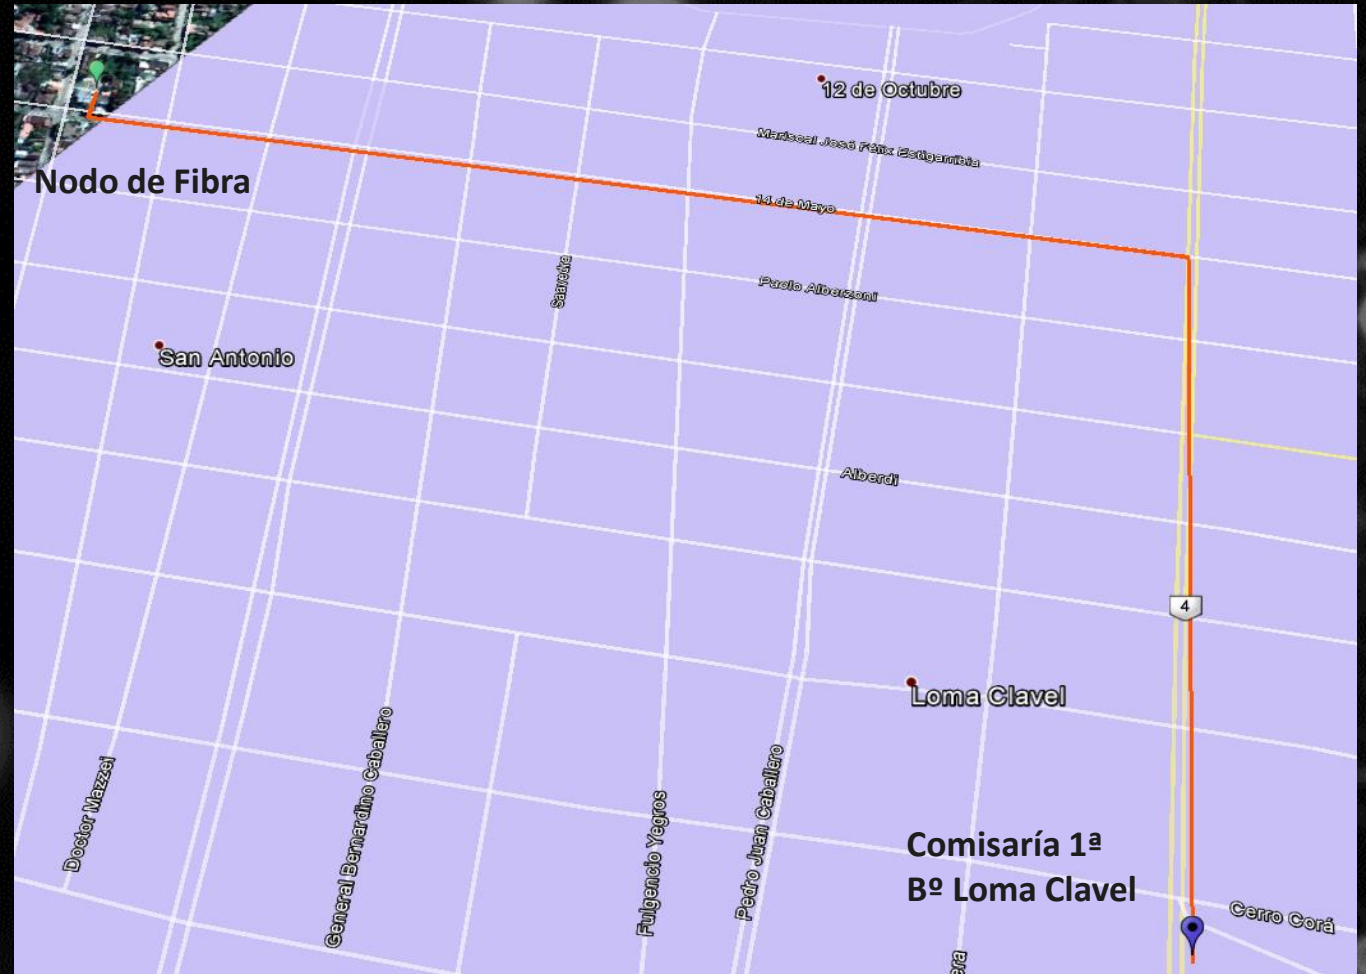 12 de Octubre
Mariscal José Félix Estigarribia
Nodo de Fibra
14 de Mayo
Paolo Alberzoni
Saavedra
San Antonio
Alberdi
4
Loma Clavel
Doctor Mazzei
General Bernardino Caballero
Fulgencio Yegros
Pedro Juan Caballero
Comisaría 1ª
Bº Loma Clavel
Cerro Corá
era